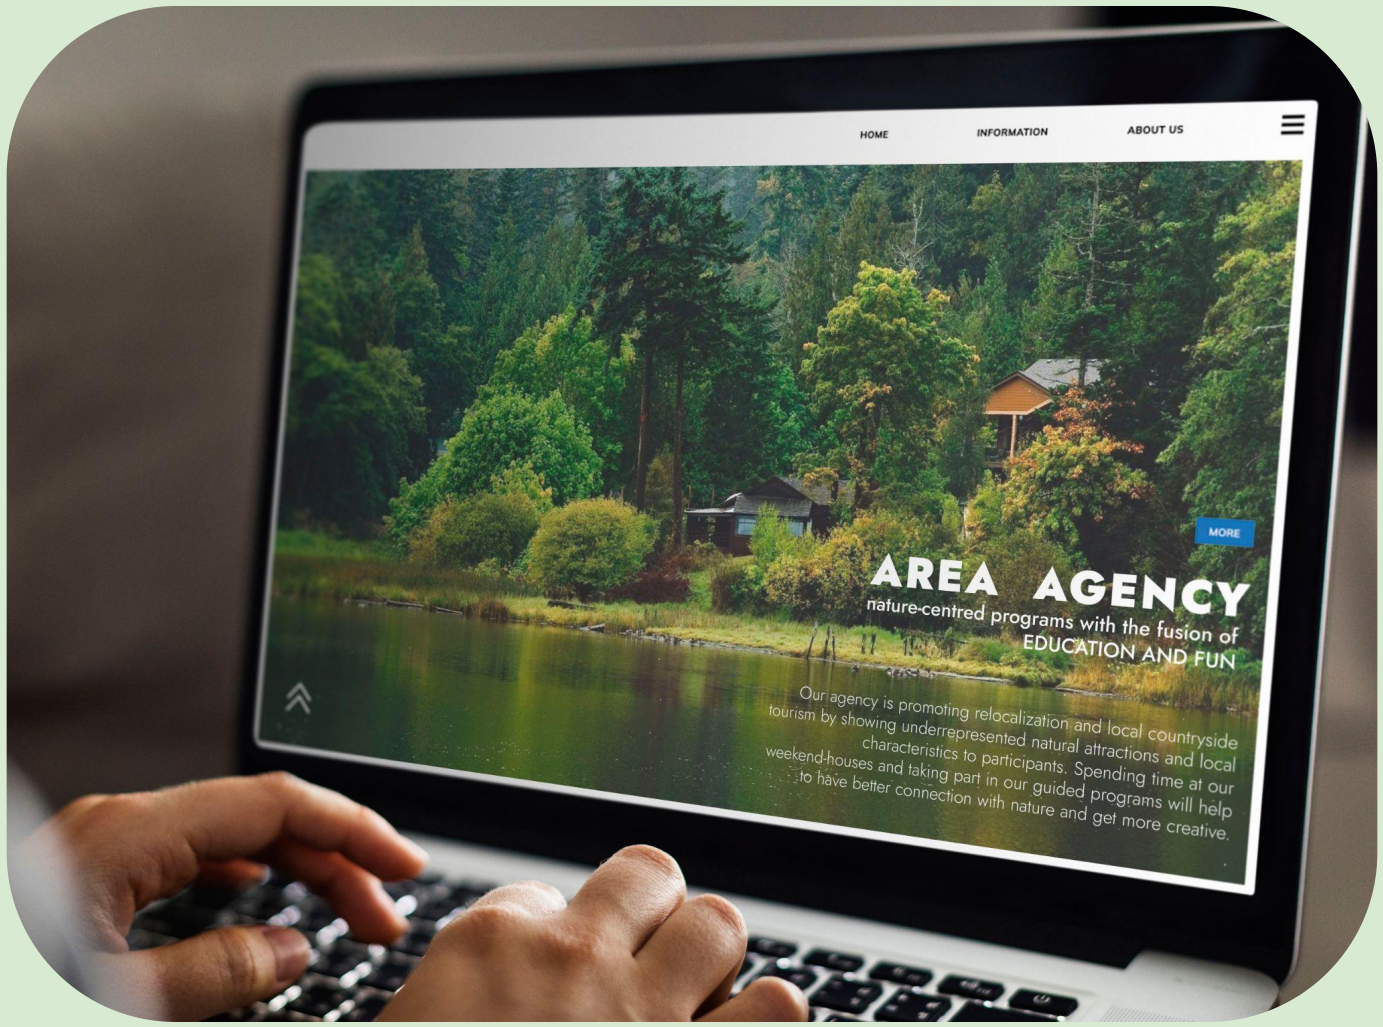 HOME INFORMATION ABOUT US
MORE
AREA AGENCY
nature-centred programs with the fusion of
EDUCATION AND FUN
Our agency is promoting relocalization and local countryside
tourism by showing underrepresented natural attractions and local
characteristics to participants. Spending time at our
weekend-houses and taking part in our guided programs will help
to have better connection with nature and get more creative.